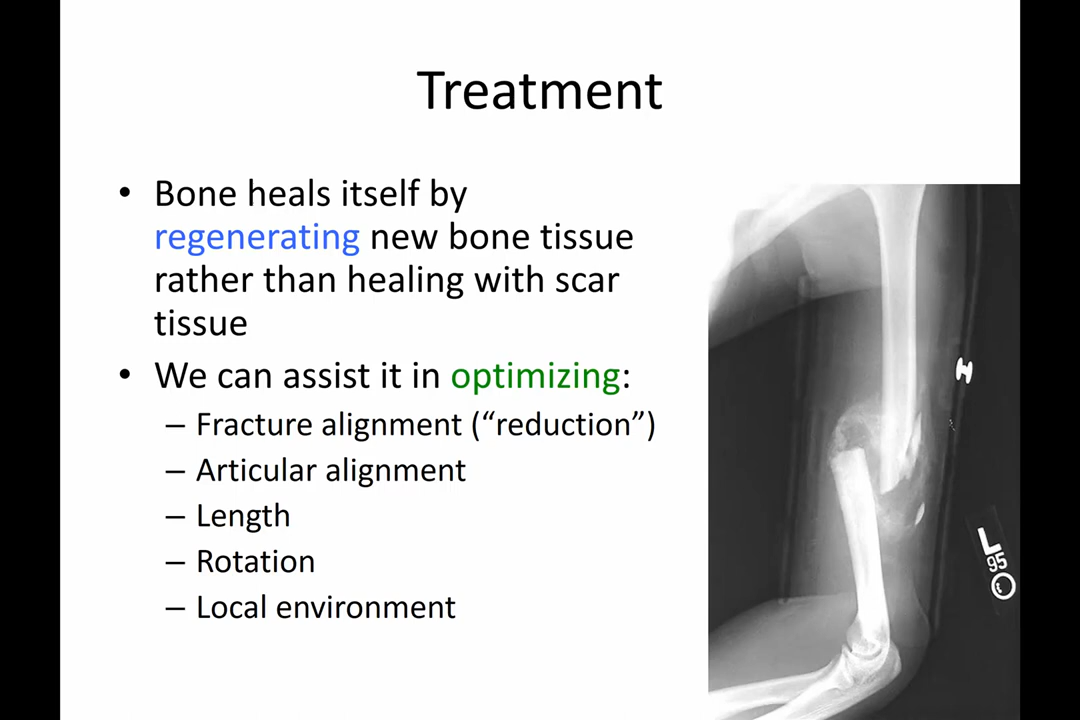 Treatment
• Bone heals itself by
regenerating new bone tissue
rather than healing with scar
tissue
• We can assist it in optimizing:
– Fracture alignment (“reduction”)
– Articular alignment
– Length
– Rotation
– Local environment
H
L
95